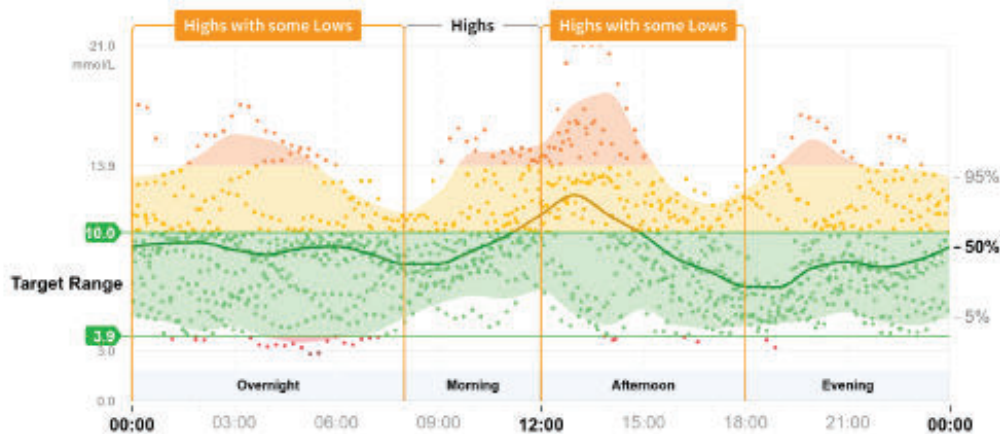 Highs with some Lows
Highs
Highs with some Lows
21.0
mmol/L
13.9
95%
10.0
50%
Target Range
5%
3.9
3.0
Overnight
Morning
Afternoon
Evening
0.0
00:00
03:00
06:00
09:00
12:00
15:00
18:00
21:00
00:00